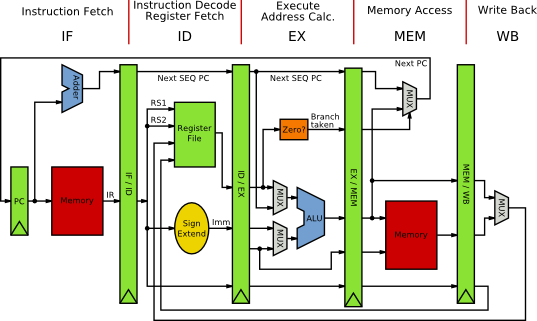 Instruction Fetch
IF
Instruction Decode
Register Fetch
ID
Execute
Address Calc.
EX
Memory Access
MEM
Write Back
WB
Next PC
Adder
Next SEQ PC
Next SEQ PC
MUX
RS1
RS2
Register
File
Branch
taken
Zero?
IF / ID
ID / EX
EX / MEM
MEM / WB
PC
Memory
IR
MUX
ALU
MUX
Sign
Extend
Imm
Memory
MUX